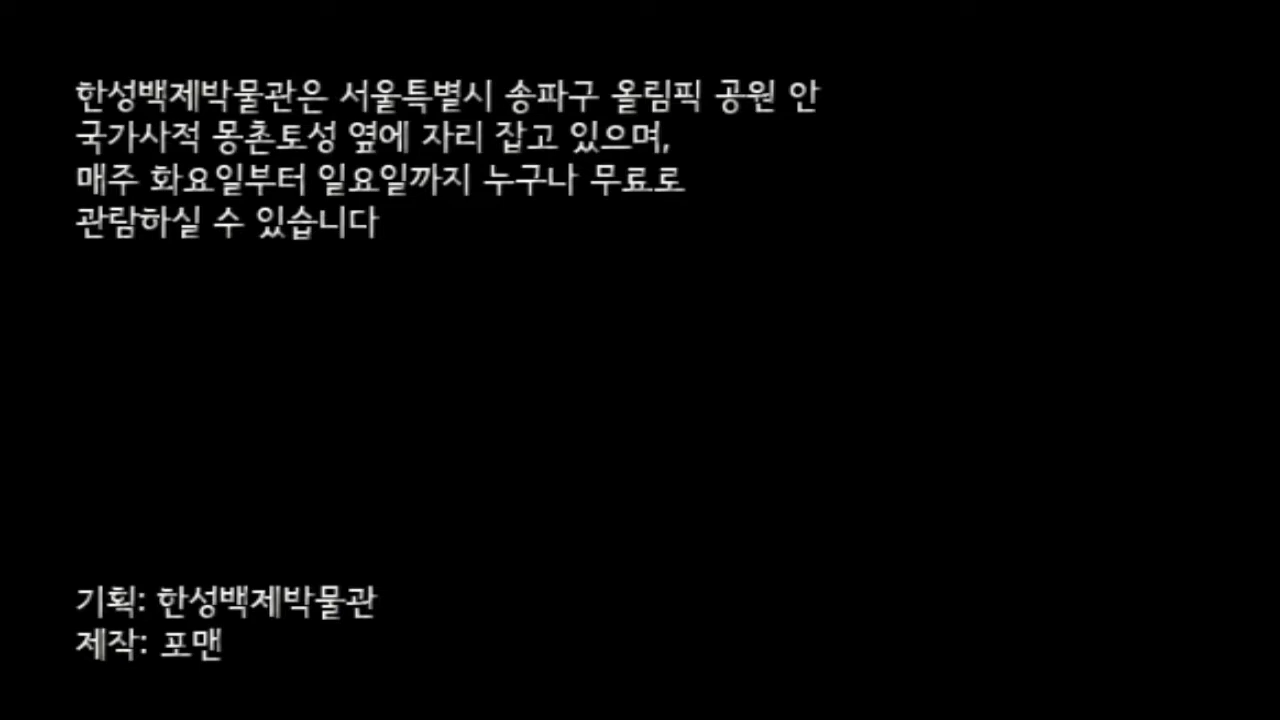 한성백제박물관은 서울특별시 송파구 올림픽 공원 안
국가사적 몽촌토성 옆에 자리 잡고 있으며,
매주 화요일부터 일요일까지 누구나 무료로
관람하실 수 있습니다
기획: 한성백제박물관
제작: 포맨